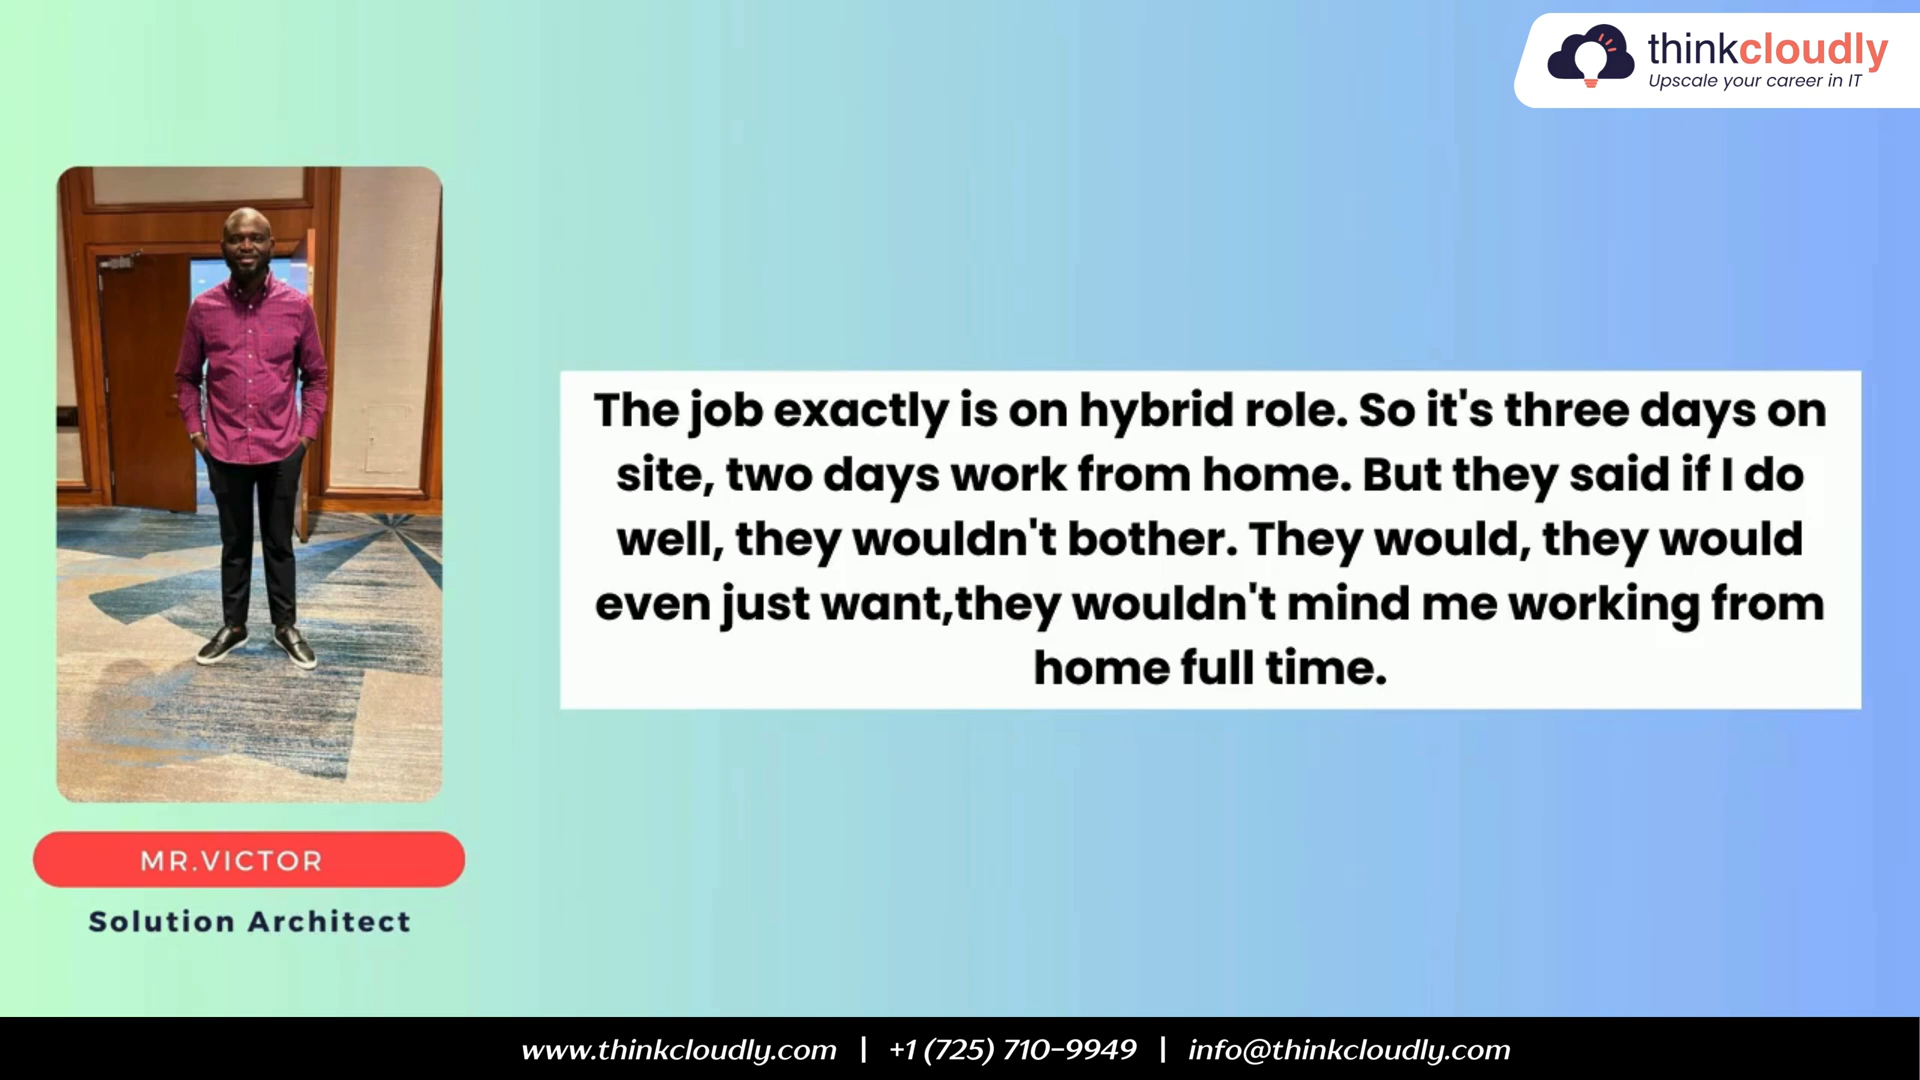 thinkcloudly
Upscale your career in IT
The job exactly is on hybrid role. So it's three days on
site, two days work from home. But they said if I do
well, they wouldn't bother. They would, they would
even just want,they wouldn't mind me working from
home full time.
MR.VICTOR
Solution Architect
www.thinkcloudly.com | +1 (725) 710-9949 | info@thinkcloudly.com